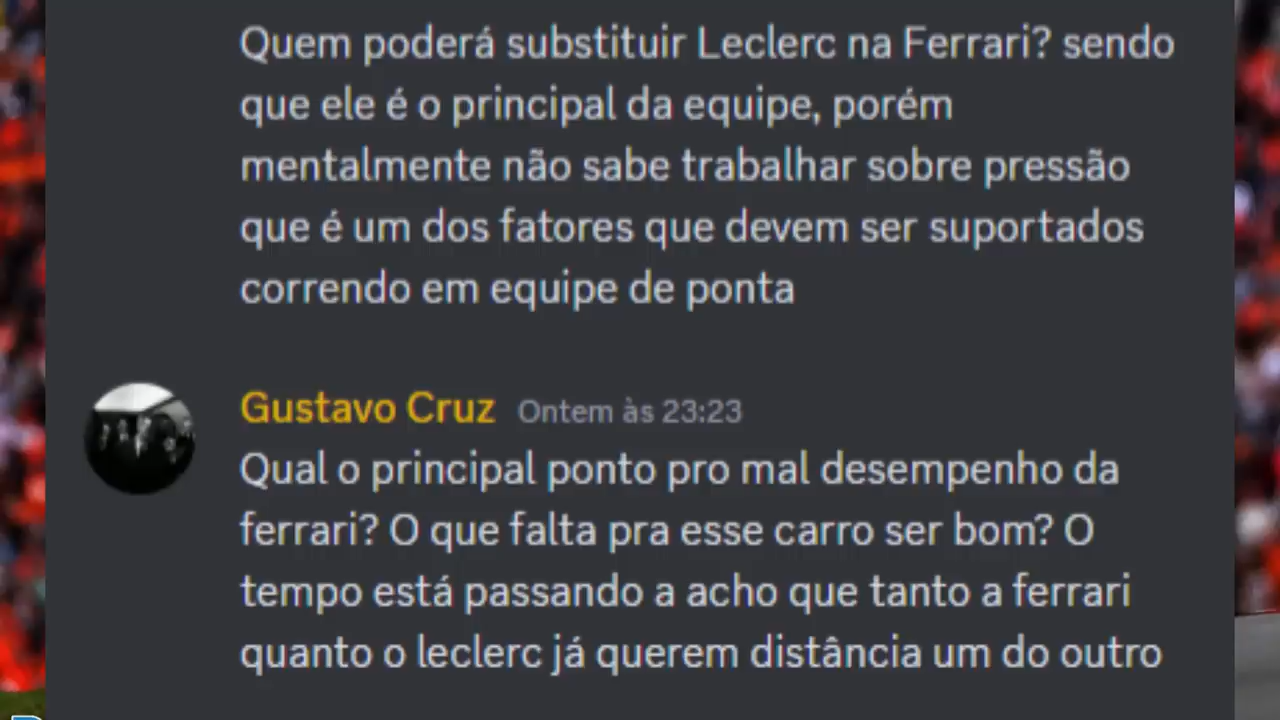 Quem poderá substituir Leclerc na Ferrari? sendo
que ele é o principal da equipe, porém
mentalmente não sabe trabalhar sobre pressão
que é um dos fatores que devem ser suportados
correndo em equipe de ponta
Gustavo Cruz Ontem às 23:23
Qual o principal ponto pro mal desempenho da
ferrari? O que falta pra esse carro ser bom? O
tempo está passando a acho que tanto a ferrari
quanto o leclerc já querem distância um do outro